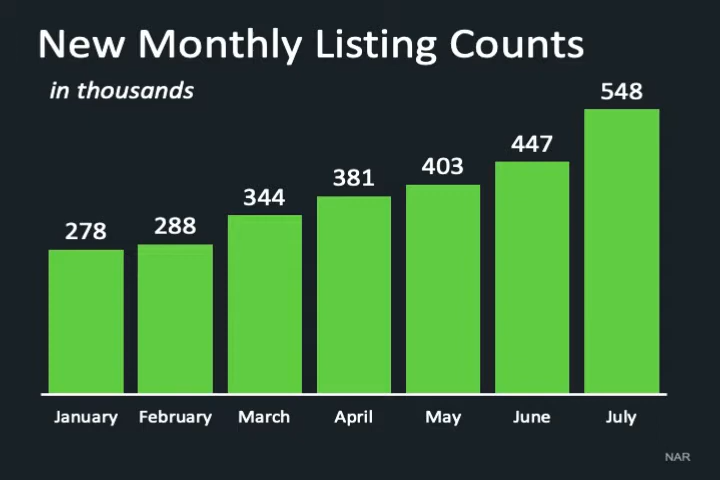 New Monthly Listing Counts
in thousands
278 288 344 381 403 447 548
January February March April May June July
NAR